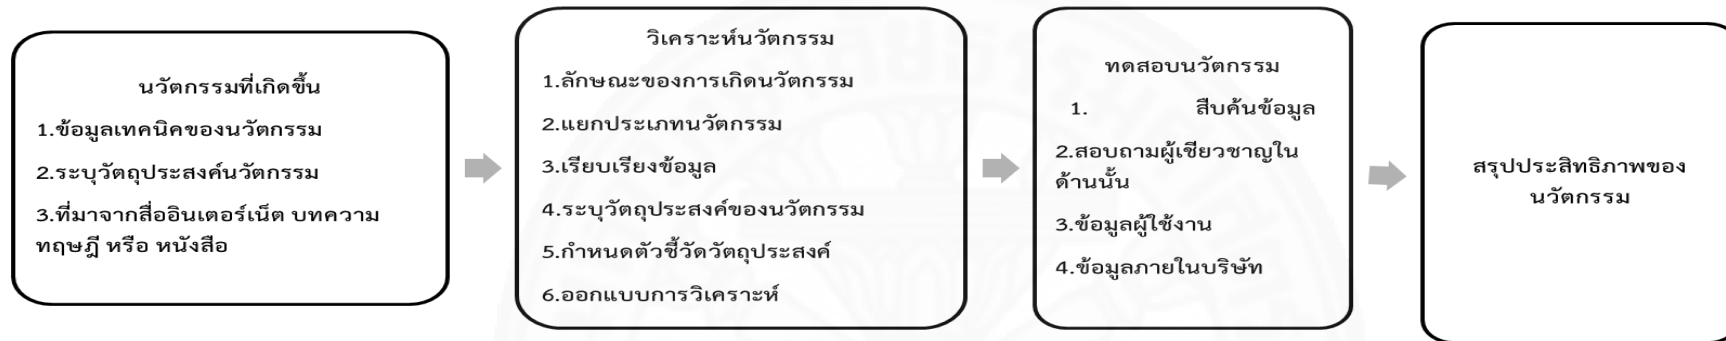 นวัตกรรมที่เกิดขึ้น
1.ข้อมูลเทคนิคของนวัตกรรม
2.ระบุวัตถุประสงค์นวัตกรรม
3.ที่มาจากสื่ออินเตอร์เน็ต บทความ
ทฤษฎี หรือ หนังสือ
วิเคราะห์นวัตกรรม
1.ลักษณะของการเกิดนวัตกรรม
2.แยกประเภทนวัตกรรม
3.เรียบเรียงข้อมูล
4.ระบุวัตถุประสงค์ของนวัตกรรม
5.กำหนดตัวชี้วัดวัตถุประสงค์
6.ออกแบบการวิเคราะห์
ทดสอบนวัตกรรม
1. สืบค้นข้อมูล
2.สอบถามผู้เชียวชาญใน
ด้านนั้น
3.ข้อมูลผู้ใช้งาน
4.ข้อมูลภายในบริษัท
สรุปประสิทธิภาพของ
นวัตกรรม